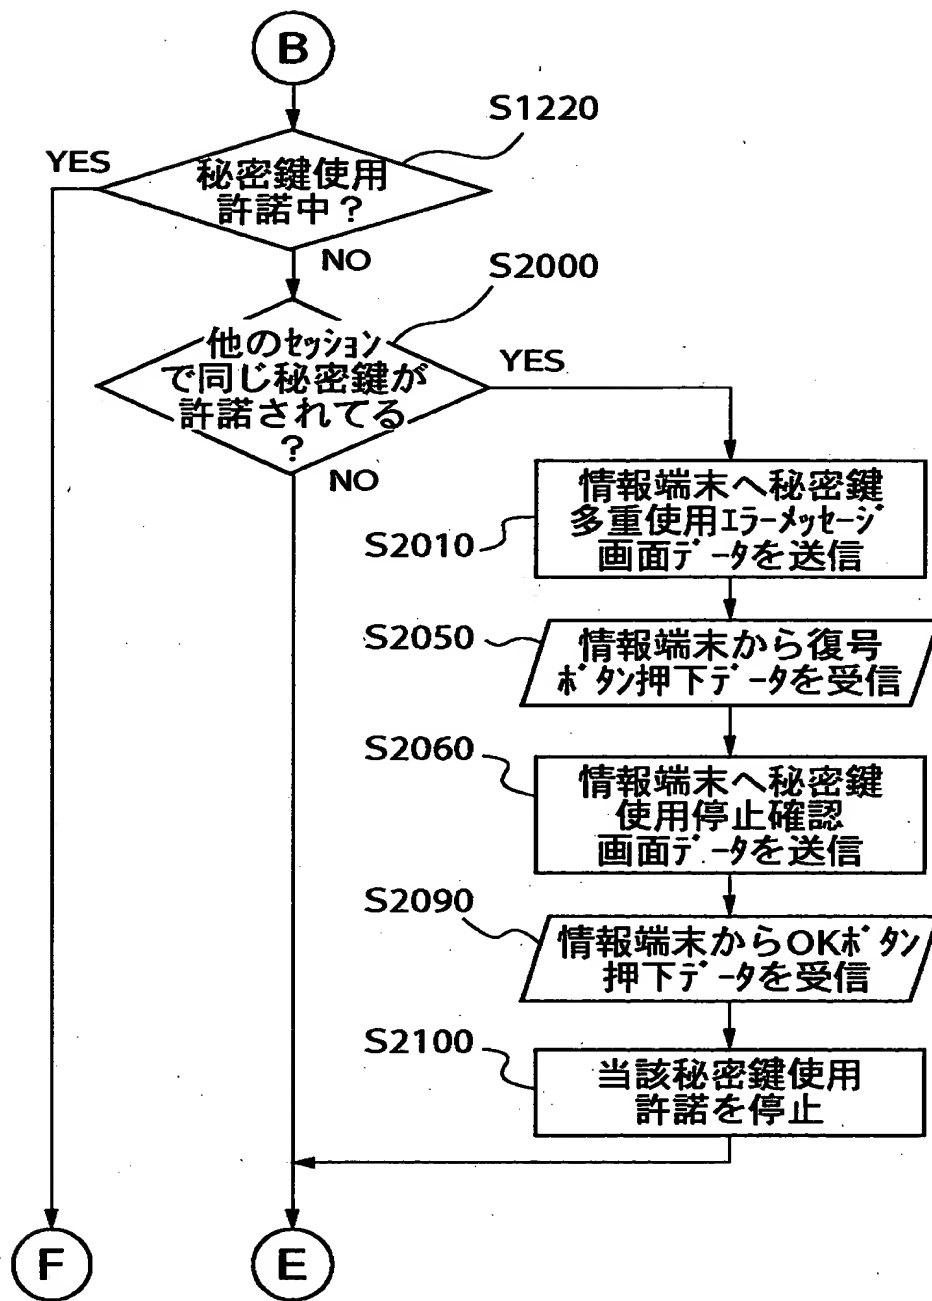 B
S1220
YES
秘密鍵使用
許諾中？
NO
S2000
他のｾｯｼｮﾝ
で同じ秘密鍵が
許諾されてる
？
YES
NO
情報端末へ秘密鍵
多重使用ｴﾗｰﾒｯｾｰｼﾞ
画面ﾃﾞｰﾀを送信
S2010
S2050
情報端末から復号
ﾎﾞﾀﾝ押下ﾃﾞｰﾀを受信
S2060
情報端末へ秘密鍵
使用停止確認
画面ﾃﾞｰﾀを送信
S2090
情報端末からOKﾎﾞﾀﾝ
押下ﾃﾞｰﾀを受信
S2100
当該秘密鍵使用
許諾を停止
F
E